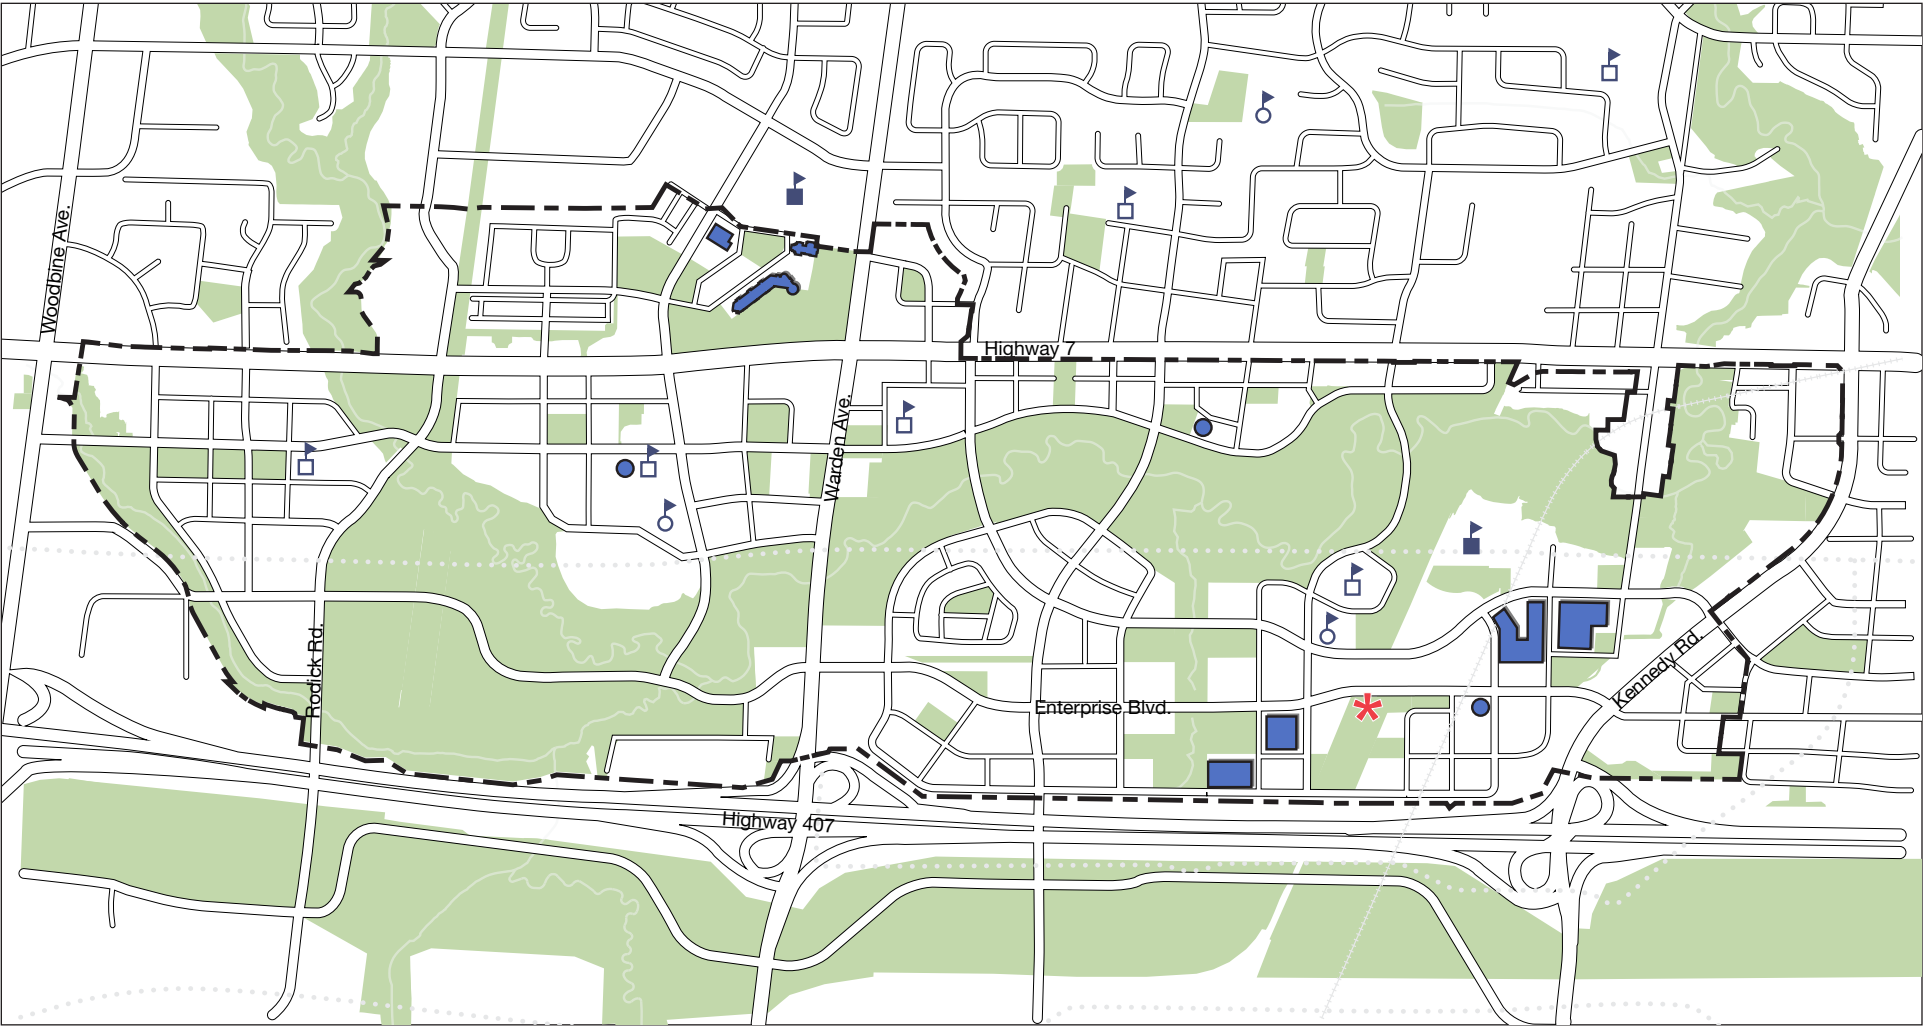 Woodbine Ave.
Highway 7
Warden Ave.
Rodick Rd.
Kennedy Rd.
Enterprise Blvd.
Highway 407